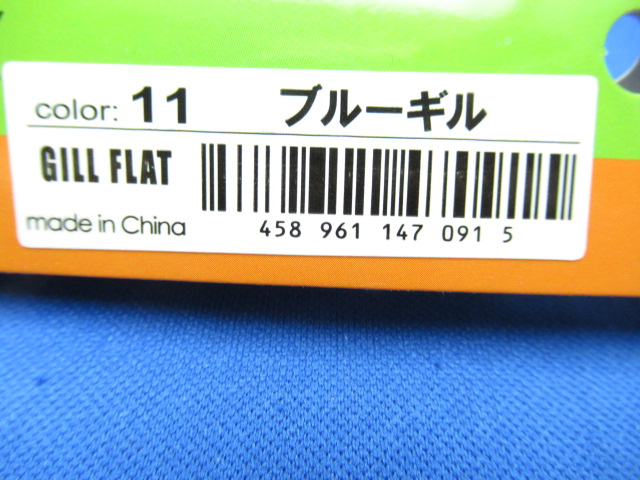 color: 11 ブルーギル
GILL FLAT
made in China
458 961 147 091 5